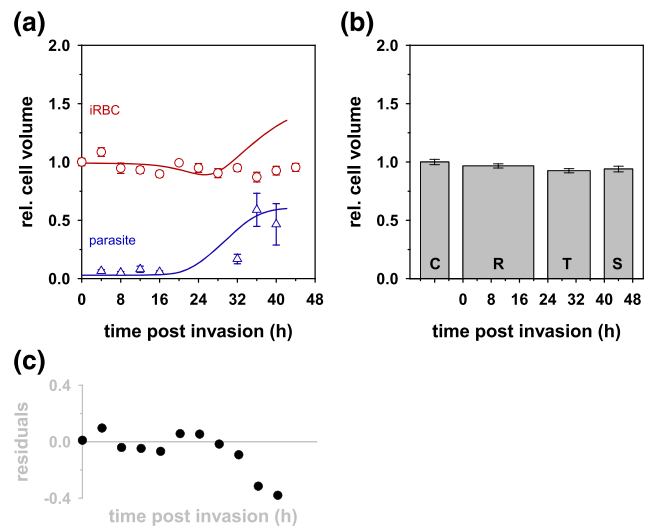 (a)
2.0
1.5
1.0
0.5
0.0
rel. cell volume
iRBC
parasite
0 8 16 24 32 40 48
time post invasion (h)
(b)
2.0
1.5
1.0
0.5
0.0
rel. cell volume
C R T S
0 8 16 24 32 40 48
time post invasion (h)
(c)
0.4
0.0
-0.4
residuals
time post invasion (h)